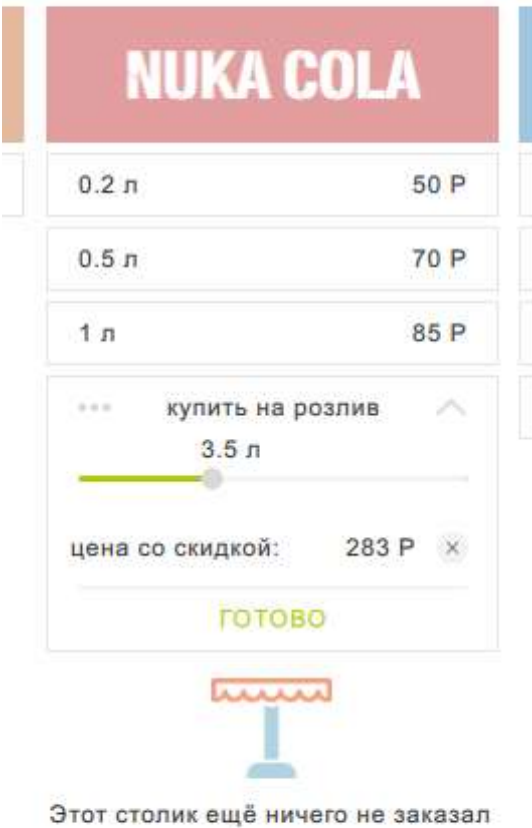 NUKA COLA
0.2 л 50 Р
0.5 л 70 Р
1 л 85 Р
купить на розлив
3.5 л
цена со скидкой: 283 Р
ГОТОВО
Этот столик ещё ничего не заказал